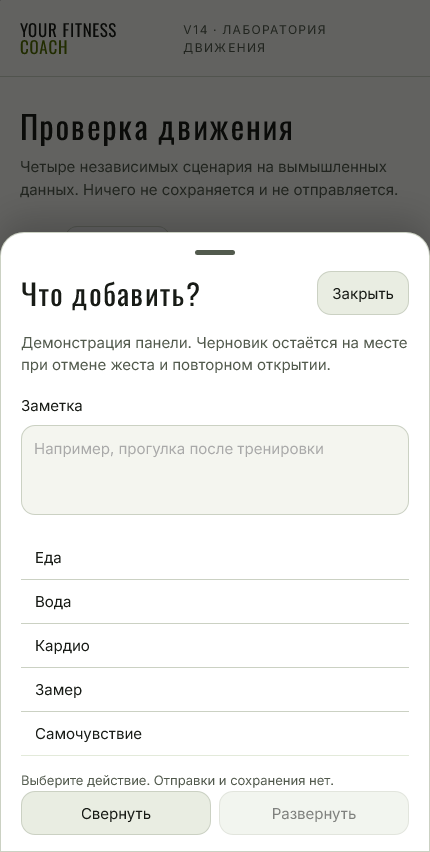 YOUR FITNESS
COACH
V14 · ЛАБОРАТОРИЯ
ДВИЖЕНИЯ
Проверка движения
Четыре независимых сценария на вымышленных
данных. Ничего не сохраняется и не отправляется.
Что добавить?
Закрыть
Демонстрация панели. Черновик остаётся на месте
при отмене жеста и повторном открытии.
Заметка
Например, прогулка после тренировки
Еда
Вода
Кардио
Замер
Самочувствие
Выберите действие. Отправки и сохранения нет.
Свернуть
Развернуть